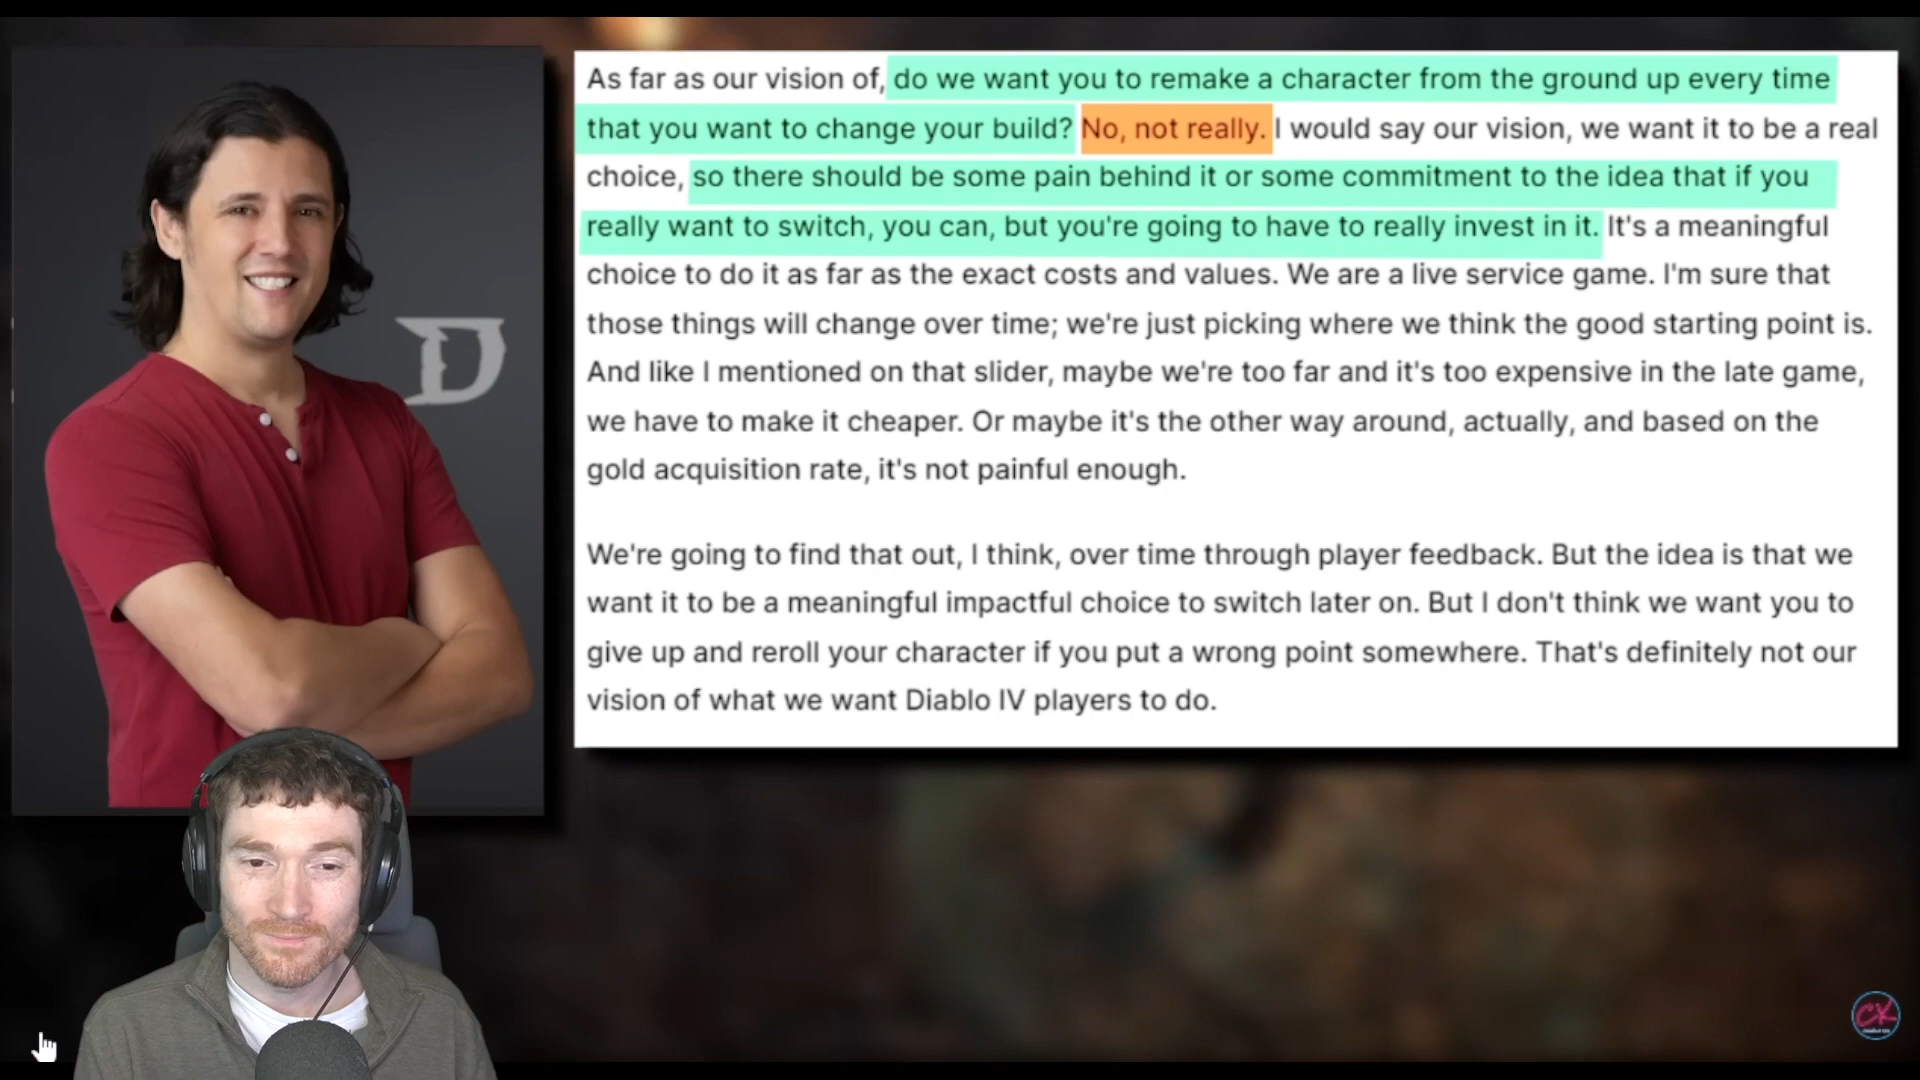 As far as our vision of, do we want you to remake a character from the ground up every time
that you want to change your build? No, not really. I would say our vision, we want it to be a real
choice, so there should be some pain behind it or some commitment to the idea that if you
really want to switch, you can, but you're going to have to really invest in it. It's a meaningful
choice to do it as far as the exact costs and values. We are a live service game. I'm sure that
those things will change over time; we're just picking where we think the good starting point is.
And like I mentioned on that slider, maybe we're too far and it's too expensive in the late game,
we have to make it cheaper. Or maybe it's the other way around, actually, and based on the
gold acquisition rate, it's not painful enough.
We're going to find that out, I think, over time through player feedback. But the idea is that we
want it to be a meaningful impactful choice to switch later on. But I don't think we want you to
give up and reroll your character if you put a wrong point somewhere. That's definitely not our
vision of what we want Diablo IV players to do.
D
CK